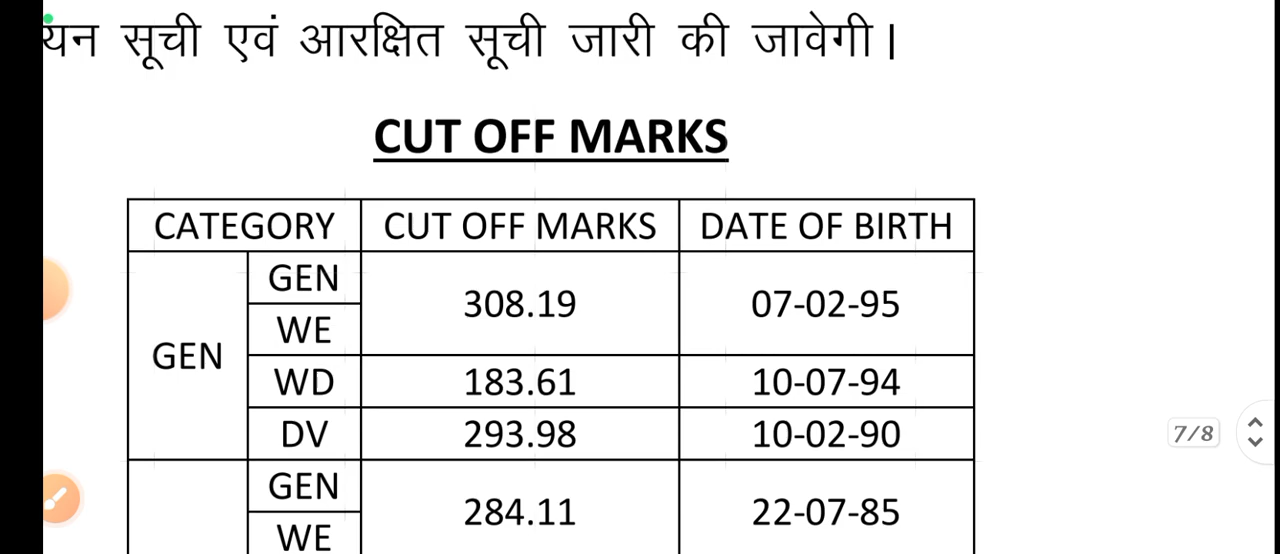 यन सूची एवं आरक्षित सूची जारी की जावेगी।
CUT OFF MARKS
CATEGORY CUT OFF MARKS DATE OF BIRTH
GEN GEN 308.19 07-02-95
WE
WD 183.61 10-07-94
DV 293.98 10-02-90
GEN 284.11 22-07-85
WE
7/8